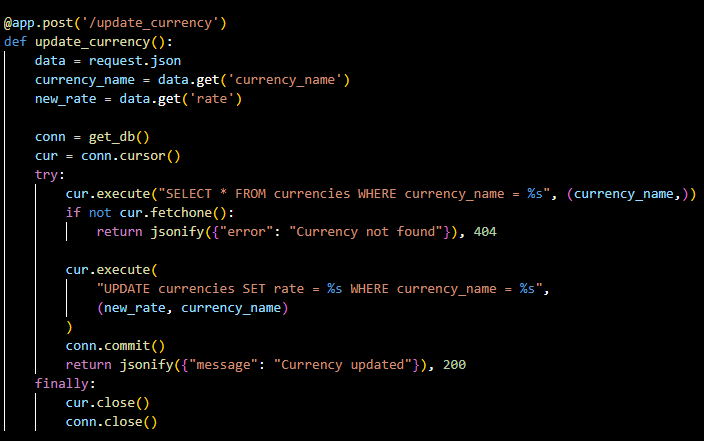 @app.post('/update_currency')
def update_currency():
    data = request.json
    currency_name = data.get('currency_name')
    new_rate = data.get('rate')

    conn = get_db()
    cur = conn.cursor()
    try:
        cur.execute("SELECT * FROM currencies WHERE currency_name = %s", (currency_name,))
        if not cur.fetchone():
            return jsonify({"error": "Currency not found"}), 404

        cur.execute(
            "UPDATE currencies SET rate = %s WHERE currency_name = %s",
            (new_rate, currency_name)
        )
        conn.commit()
        return jsonify({"message": "Currency updated"}), 200
    finally:
        cur.close()
        conn.close()